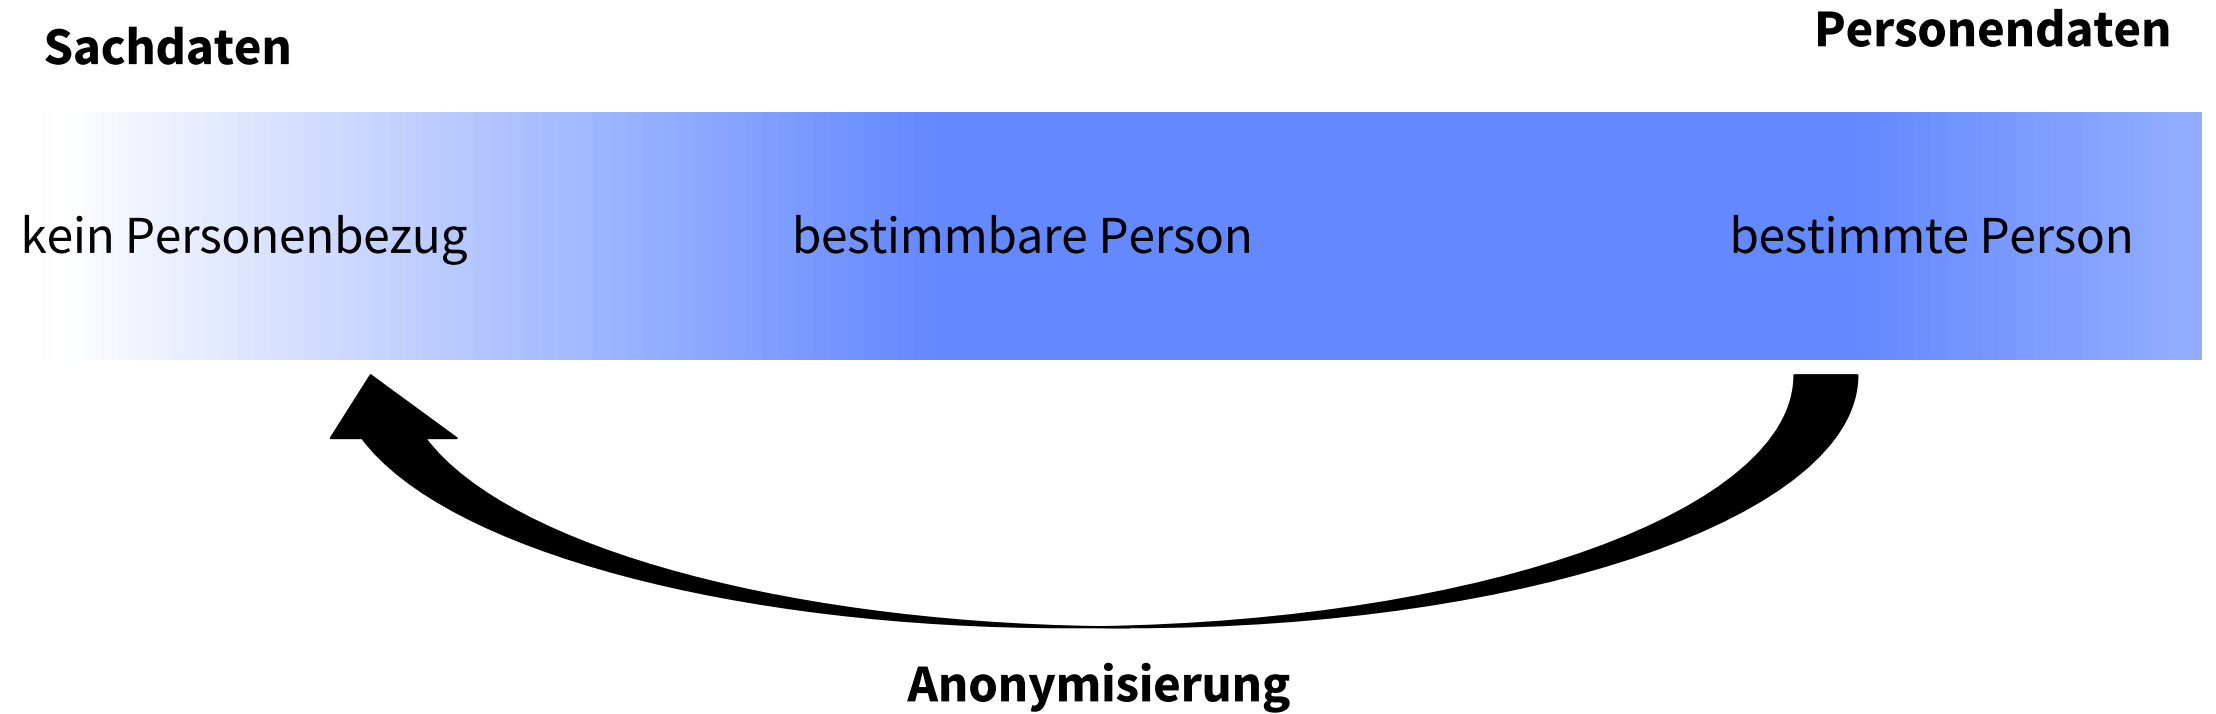 Sachdaten
Personendaten
kein Personenbezug
bestimmbare Person
bestimmte Person
Anonymisierung